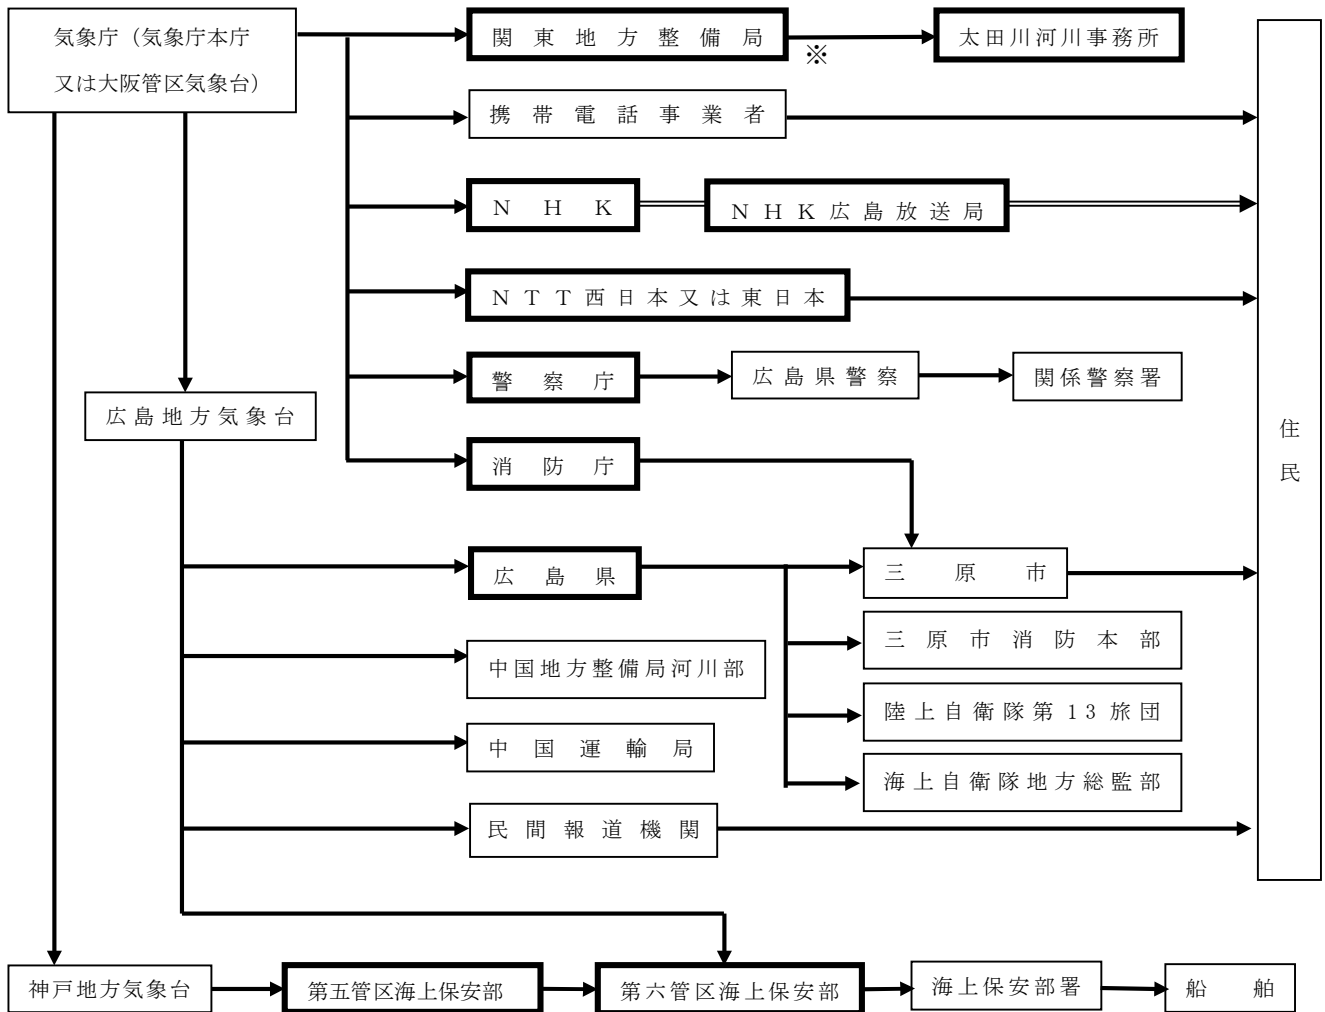 気象庁（気象庁本庁
又は大阪管区気象台）
関東地方整備局
※
太田川河川事務所
携帯電話事業者
ＮＨＫ
ＮＨＫ広島放送局
ＮＴＴ西日本又は東日本
警察庁
広島県警察
関係警察署
広島地方気象台
消防庁
住民
広島県
三原市
三原市消防本部
中国地方整備局河川部
陸上自衛隊第13旅団
中国運輸局
海上自衛隊地方総監部
民間報道機関
神戸地方気象台
第五管区海上保安部
第六管区海上保安部
海上保安部署
船舶